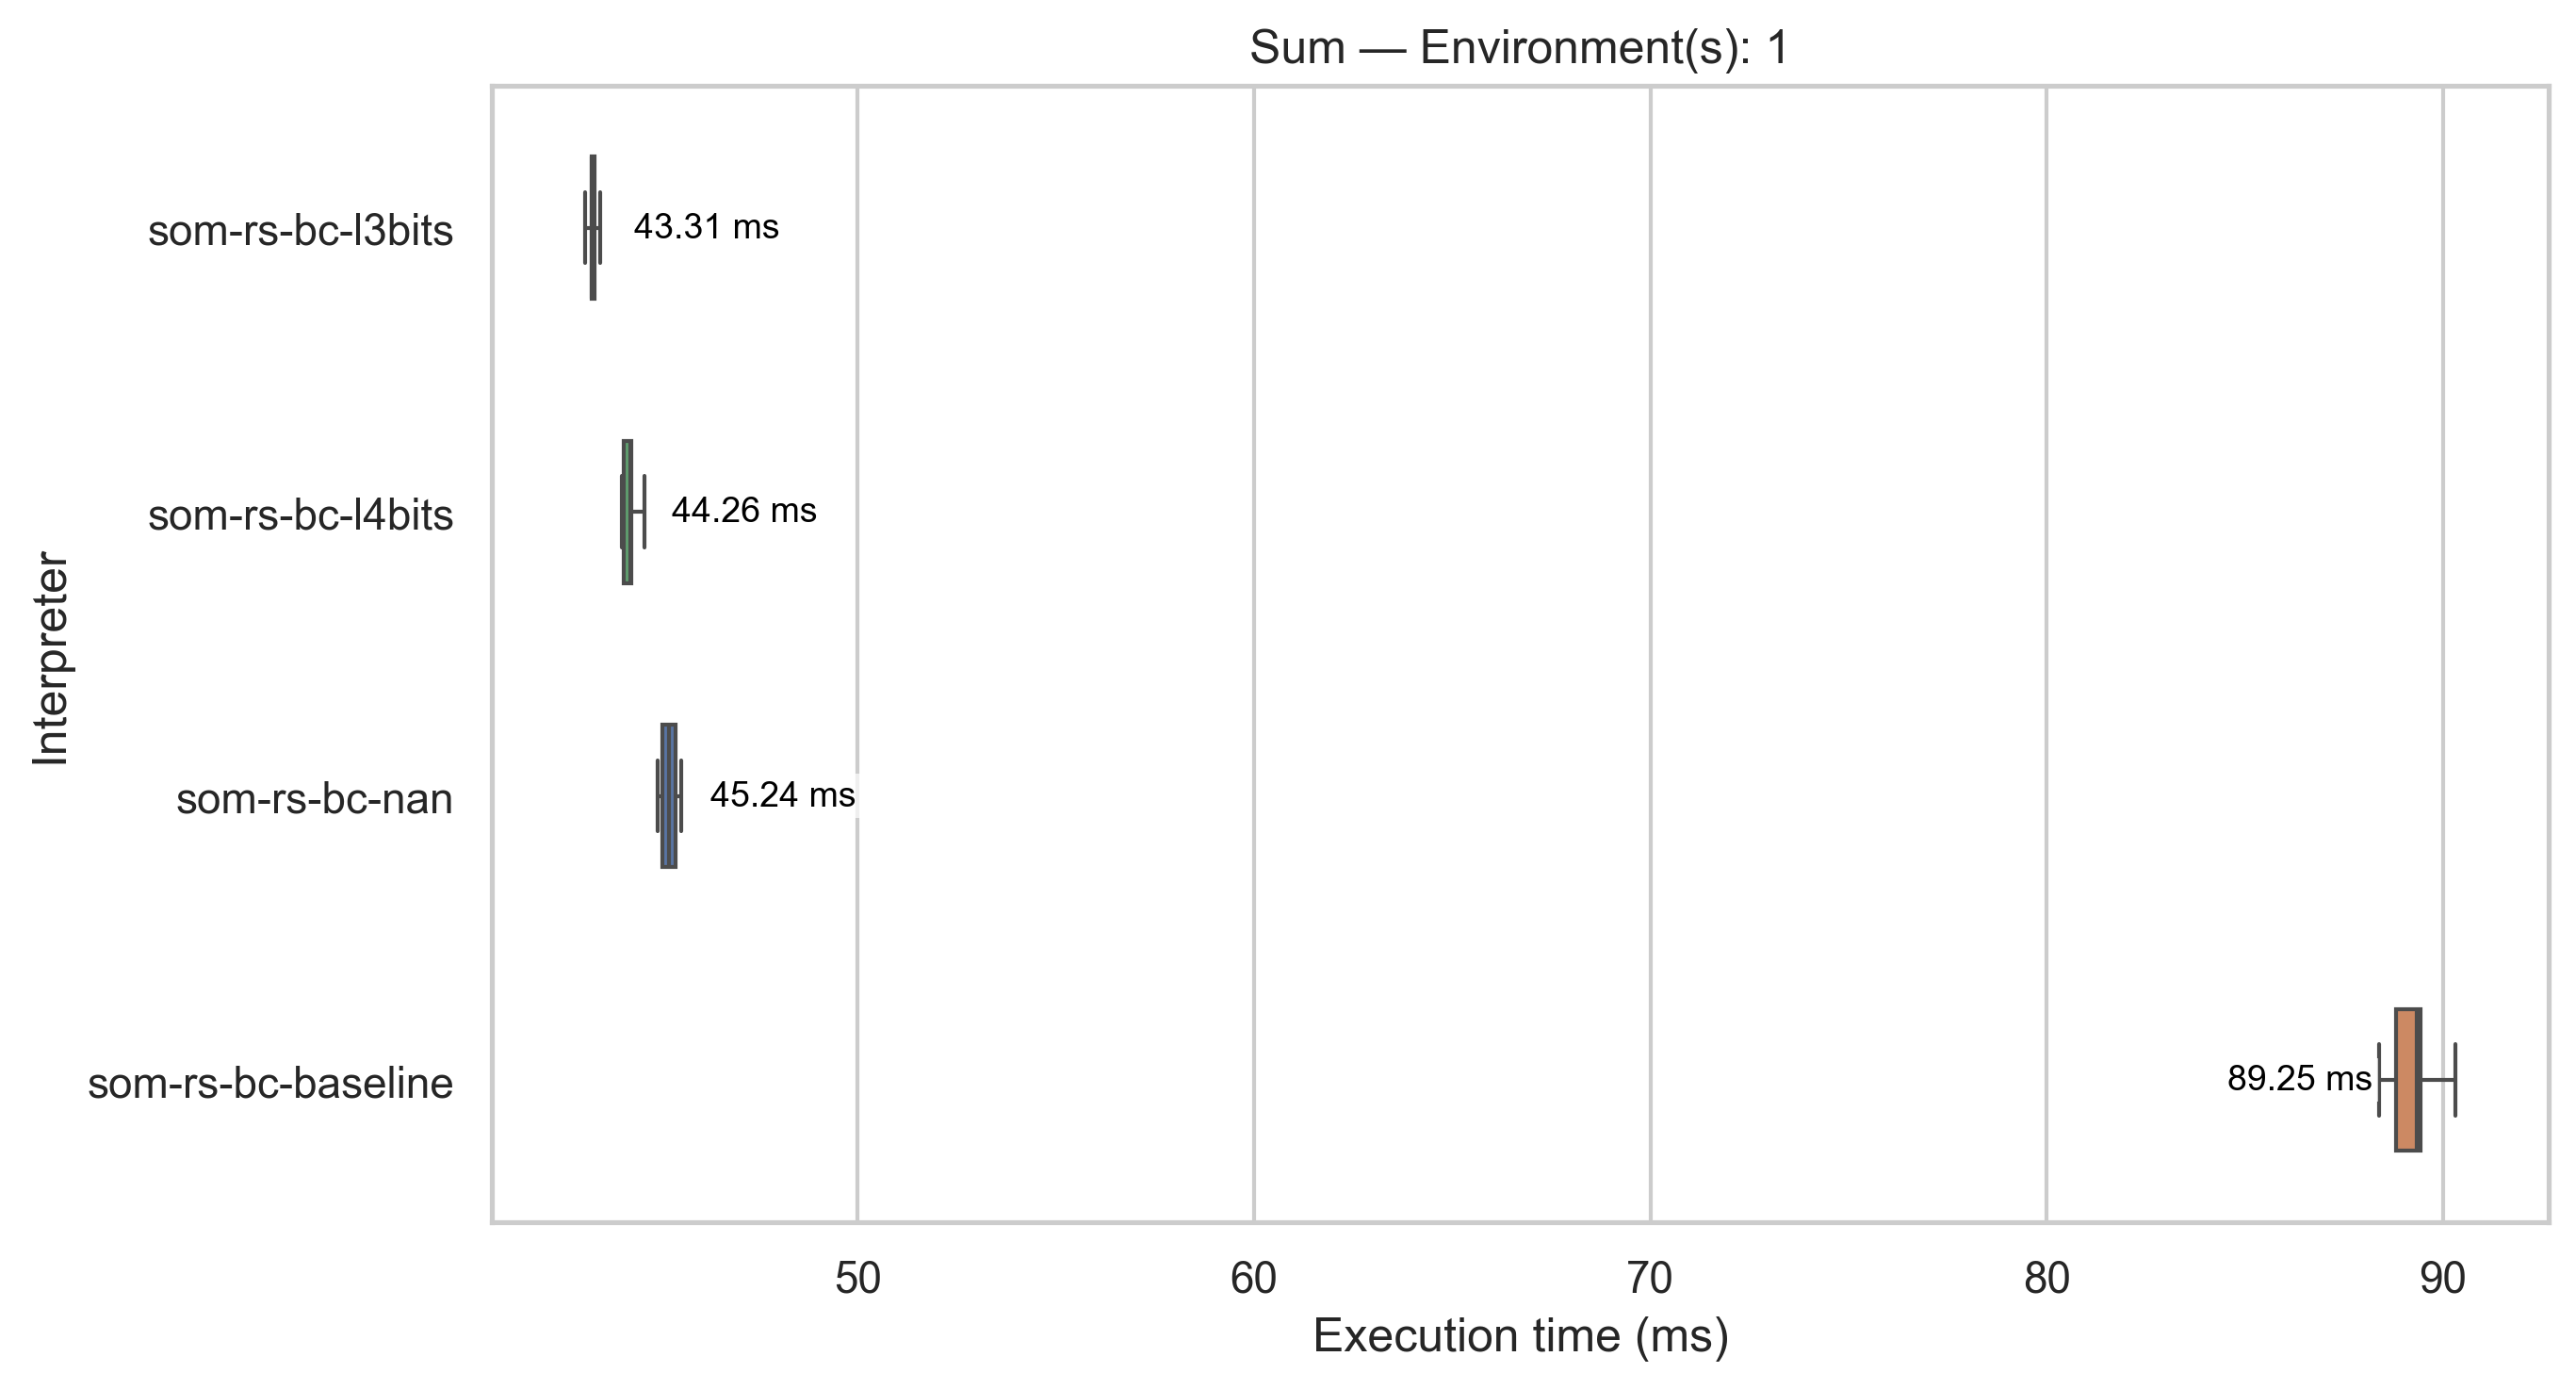 Sum — Environment(s): 1
Interpreter
som-rs-bc-l3bits
43.31 ms
som-rs-bc-l4bits
44.26 ms
som-rs-bc-nan
45.24 ms
som-rs-bc-baseline
89.25 ms
50 60 70 80 90
Execution time (ms)